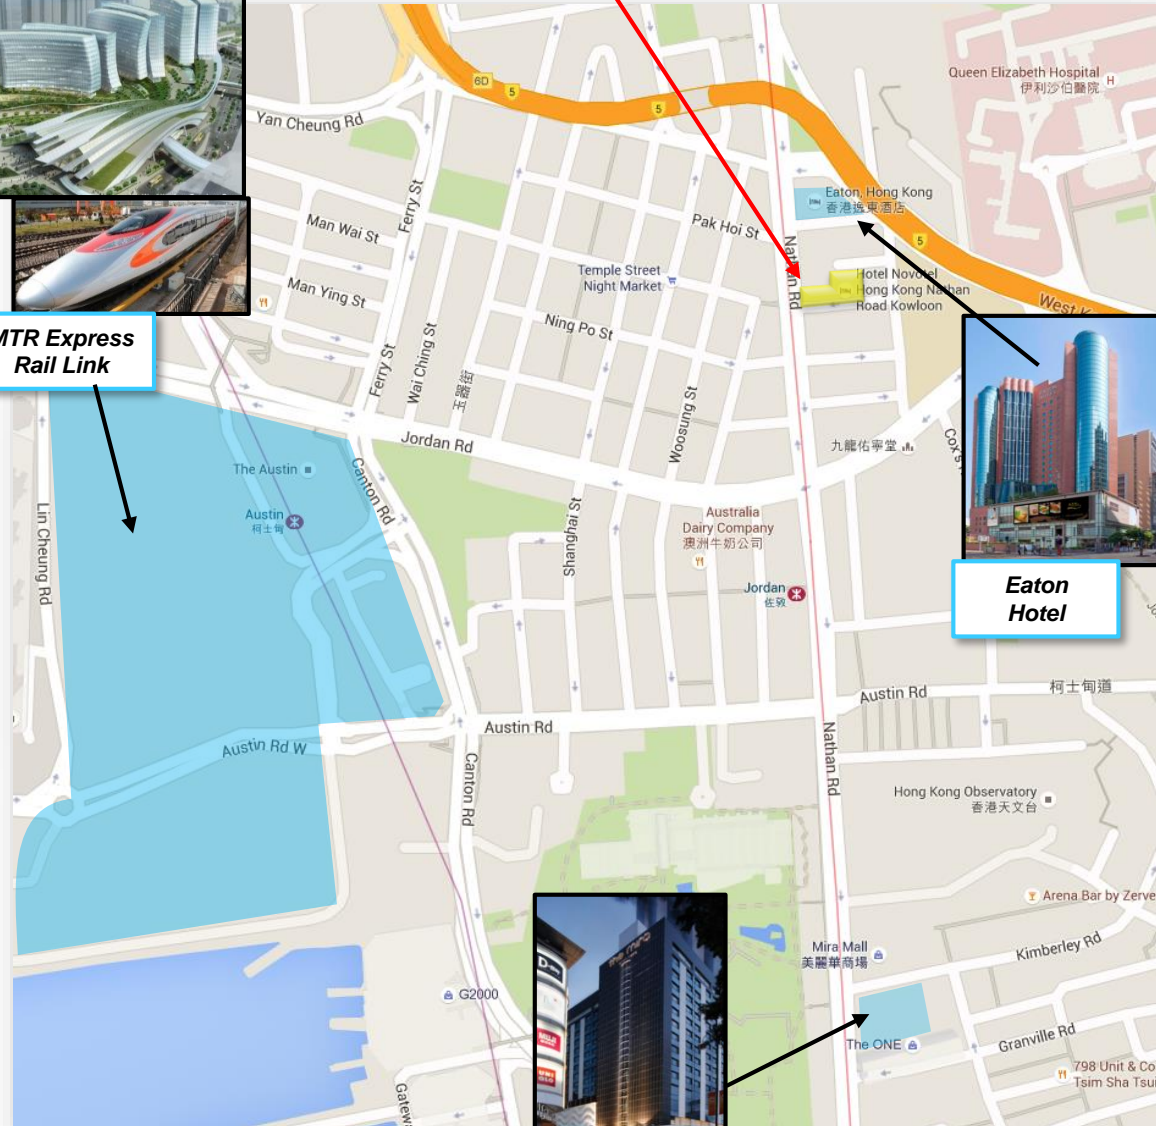 6D
5
5
Queen Elizabeth Hospital
伊利沙伯醫院
H
Yan Cheung Rd
Eaton, Hong Kong
香港逸東酒店
Ferry St
Man Wai St
Pak Hoi St
Nathan Rd
5
Temple Street
Night Market
Hotel Novotel
Hong Kong Nathan
Road Kowloon
Man Ying St
West K
Ning Po St
MTR Express
Rail Link
Ferry St
Wai Ching St
玉器街
Woosung St
Jordan Rd
九龍佑寧堂
Cox's
The Austin
Canton Rd
Austin
柯士甸
Lin Cheung Rd
Shanghai St
Australia
Dairy Company
澳洲牛奶公司
Jordan
佐敦
Eaton
Hotel
Austin Rd
柯士甸道
Austin Rd
Austin Rd W
Nathan Rd
Canton Rd
Hong Kong Observatory
香港天文台
Arena Bar by Zerve
the mira
Mira Mall
美麗華商場
Kimberley Rd
G2000
The ONE
Granville Rd
798 Unit & Co
Tsim Sha Tsui
Gatew